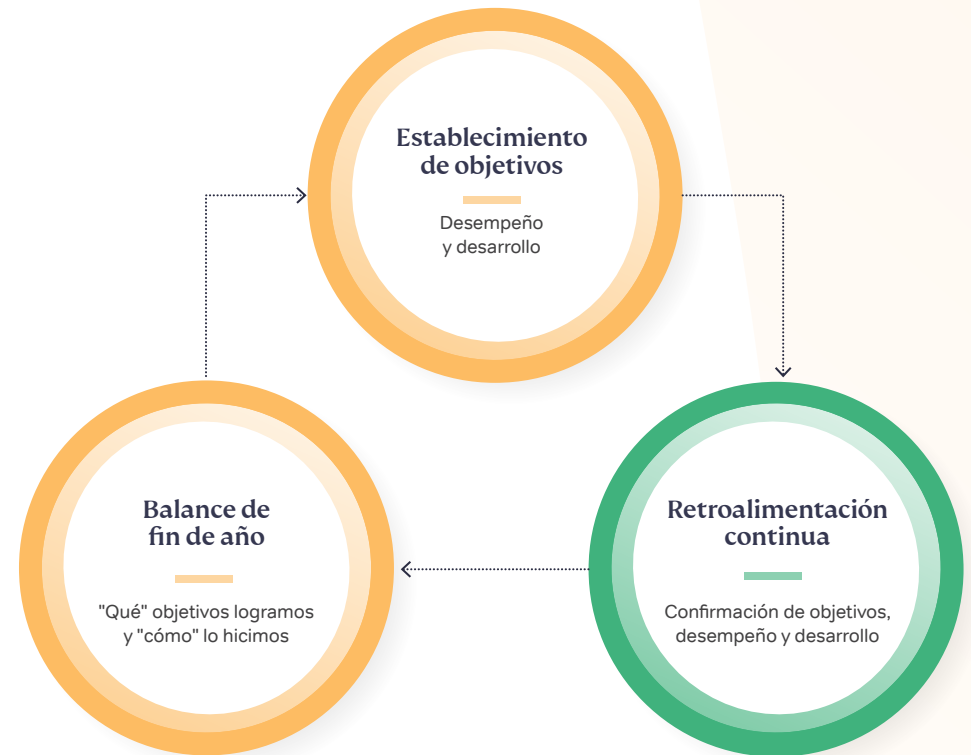 Establecimiento
de objetivos
Desempeño
y desarrollo
Balance de
fin de año
"Qué" objetivos logramos
y "cómo" lo hicimos
Retroalimentación
continua
Confirmación de objetivos,
desempeño y desarrollo